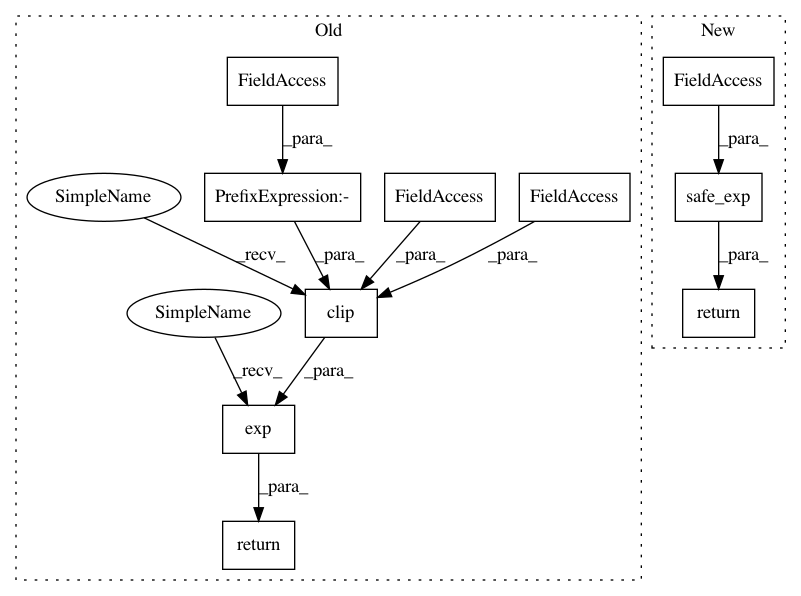 Old
New
FieldAccess
FieldAccess
_para_
_para_
SimpleName
PrefixExpression:-
FieldAccess
FieldAccess
safe_exp
_recv_
_para_
_para_
_para_
_para_
SimpleName
clip
return
_recv_
_para_
exp
_para_
return